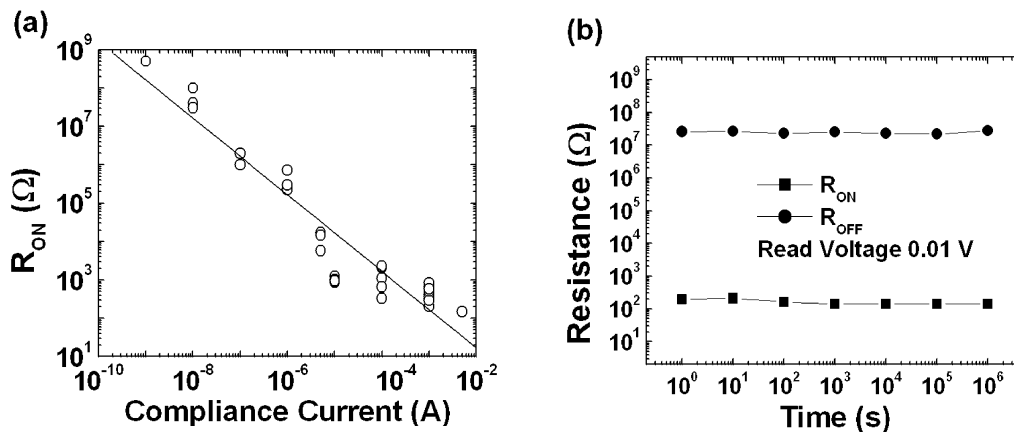 (a)
R_ON (Ω)
10^9
10^7
10^5
10^3
10^1
10^-10
10^-8
10^-6
10^-4
10^-2
Compliance Current (A)
(b)
Resistance (Ω)
10^9
10^8
10^7
10^6
10^5
10^4
10^3
10^2
10^1
R_ON
R_OFF
Read Voltage 0.01 V
10^0
10^1
10^2
10^3
10^4
10^5
10^6
Time (s)